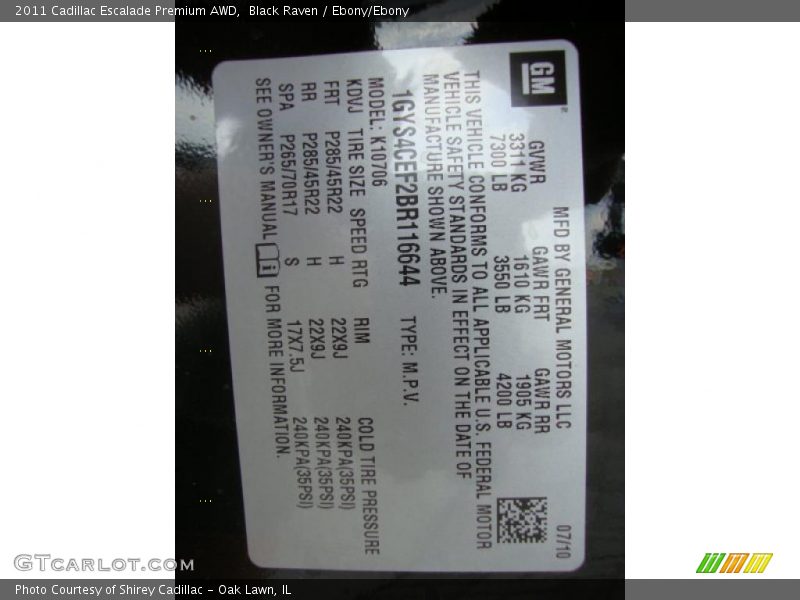 2011 Cadillac Escalade Premium AWD, Black Raven / Ebony/Ebony
GM
MFD BY GENERAL MOTORS LLC 07/10
GVWR GAWR FRT GAWR RR
3311 KG 1610 KG 1905 KG
7300 LB 3550 LB 4200 LB
THIS VEHICLE CONFORMS TO ALL APPLICABLE U.S. FEDERAL MOTOR
VEHICLE SAFETY STANDARDS IN EFFECT ON THE DATE OF
MANUFACTURE SHOWN ABOVE.
1GYS4CEF2BR116644 TYPE: M.P.V.
MODEL: K10706
KDVJ TIRE SIZE SPEED RTG RIM COLD TIRE PRESSURE
FRT P285/45R22 H 22X9J 240KPA(35PSI)
RR P285/45R22 H 22X9J 240KPA(35PSI)
SPA P265/70R17 S 17X7.5J 240KPA(35PSI)
SEE OWNER'S MANUAL i FOR MORE INFORMATION.
GTcarlot.com
Photo Courtesy of Shirey Cadillac - Oak Lawn, IL